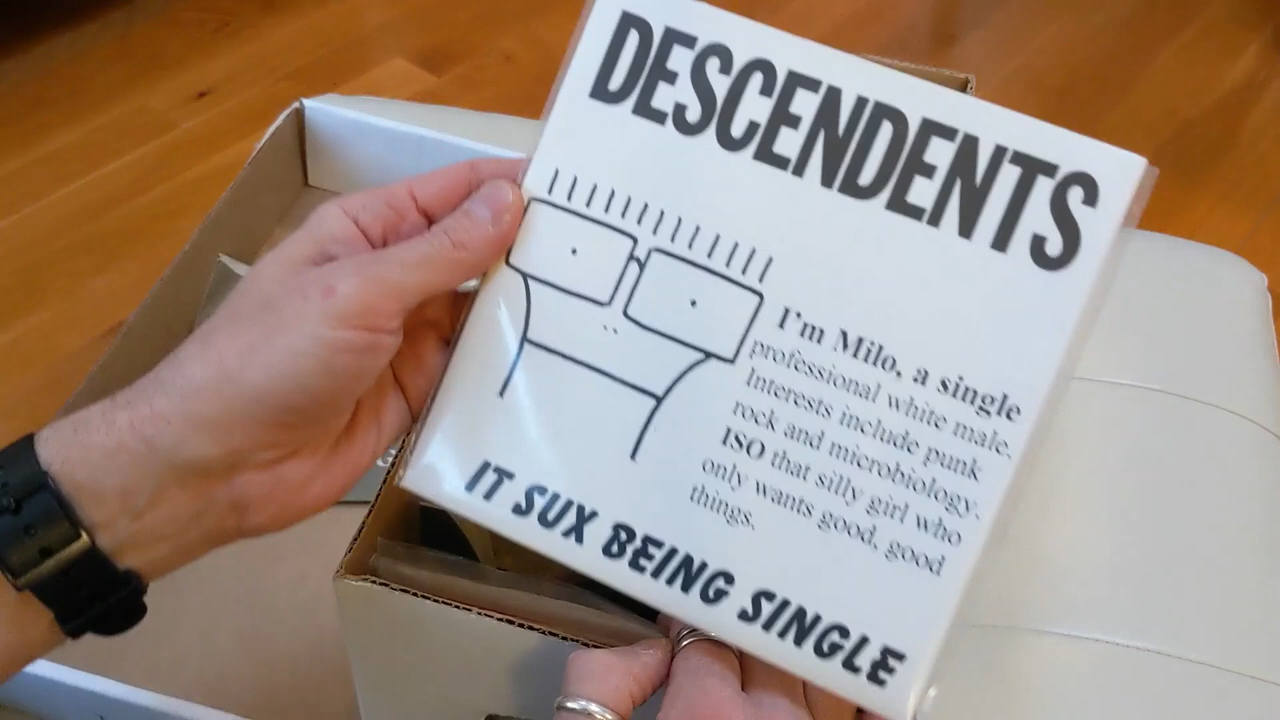 DESCENDENTS
I'm Milo, a single
professional white male.
Interests include punk
rock and microbiology.
ISO that silly girl who
only wants good, good
things.
IT SUX BEING SINGLE